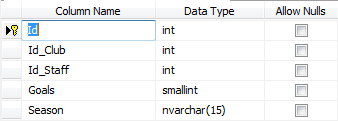 Column Name Data Type Allow Nulls
Id int
Id_Club int
Id_Staff int
Goals smallint
Season nvarchar(15)